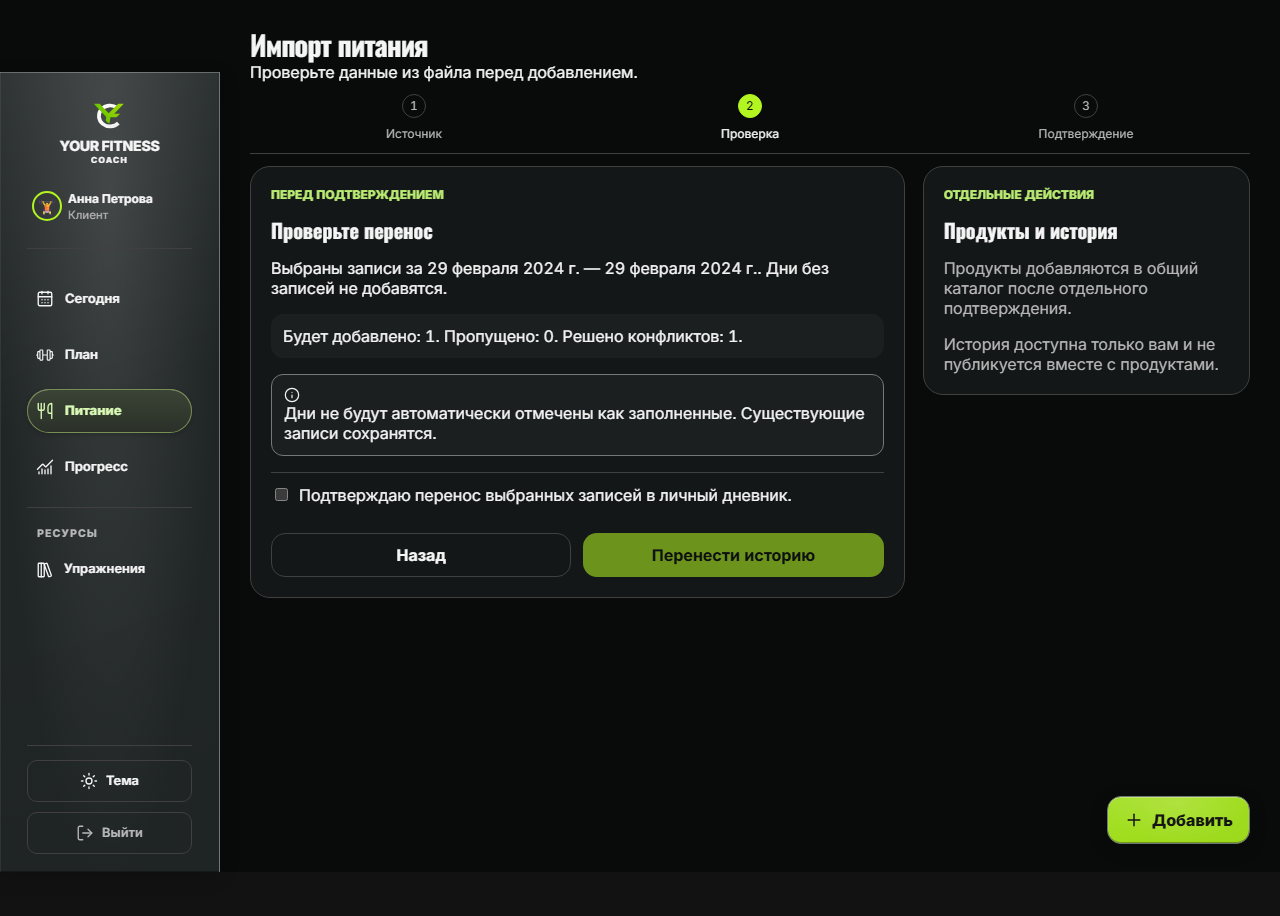 Импорт питания
Проверьте данные из файла перед добавлением.
1
Источник
2
Проверка
3
Подтверждение
YOUR FITNESS
COACH
Анна Петрова
Клиент
Сегодня
План
Питание
Прогресс
РЕСУРСЫ
Упражнения
Тема
Выйти
ПЕРЕД ПОДТВЕРЖДЕНИЕМ
Проверьте перенос
Выбраны записи за 29 февраля 2024 г. — 29 февраля 2024 г.. Дни без
записей не добавятся.
Будет добавлено: 1. Пропущено: 0. Решено конфликтов: 1.
Дни не будут автоматически отмечены как заполненные. Существующие
записи сохранятся.
Подтверждаю перенос выбранных записей в личный дневник.
Назад
Перенести историю
ОТДЕЛЬНЫЕ ДЕЙСТВИЯ
Продукты и история
Продукты добавляются в общий
каталог после отдельного
подтверждения.
История доступна только вам и не
публикуется вместе с продуктами.
Добавить